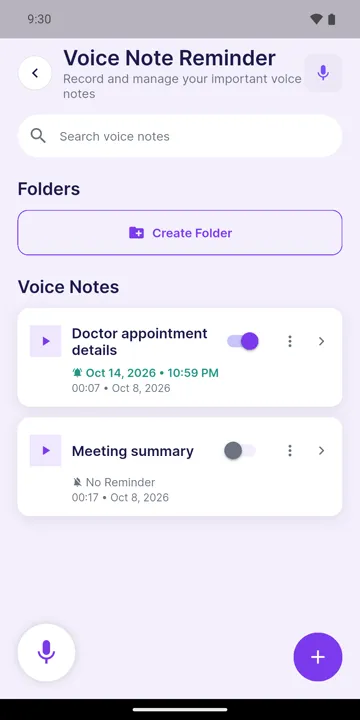 9:30
Voice Note Reminder
Record and manage your important voice
notes
Search voice notes
Folders
Create Folder
Voice Notes
Doctor appointment
details
Oct 14, 2026 • 10:59 PM
00:07 • Oct 8, 2026
Meeting summary
No Reminder
00:17 • Oct 8, 2026